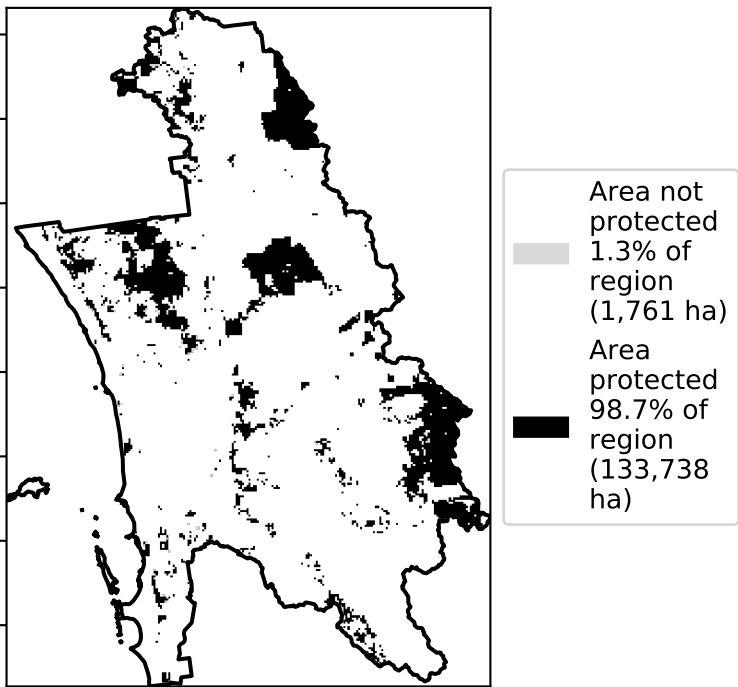 Area not
protected
1.3% of
region
(1,761 ha)
Area
protected
98.7% of
region
(133,738
ha)